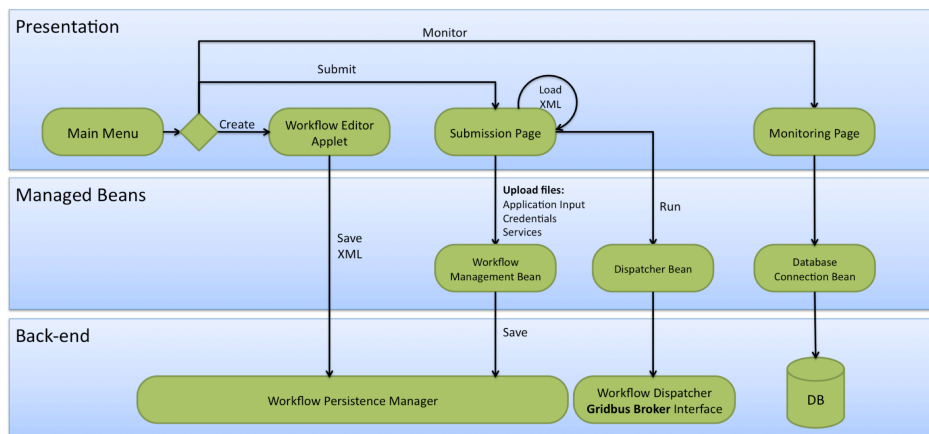 Presentation
Monitor
Submit
Load
XML
Main Menu
Create
Workflow Editor
Applet
Submission Page
Monitoring Page
Managed Beans
Upload files:
Application Input
Credentials
Services
Run
Save
XML
Workflow
Management Bean
Dispatcher Bean
Database
Connection Bean
Back-end
Save
Workflow Persistence Manager
Workflow Dispatcher
Gridbus Broker Interface
DB